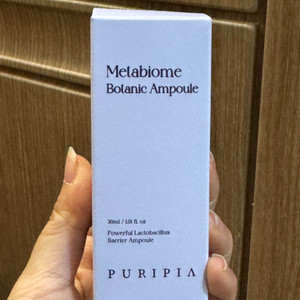 Metabiome
Botanic Ampoule
30ml / 1.01 fl. oz
Powerful Lactobacillus
Barrier Ampoule
PURIPIA